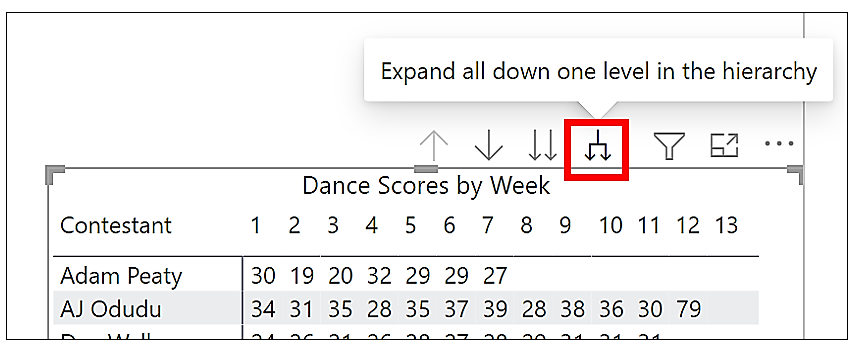 Expand all down one level in the hierarchy
Dance Scores by Week
Contestant 1 2 3 4 5 6 7 8 9 10 11 12 13
Adam Peaty 30 19 20 32 29 29 27
AJ Odudu 34 31 35 28 35 37 39 28 38 36 30 79